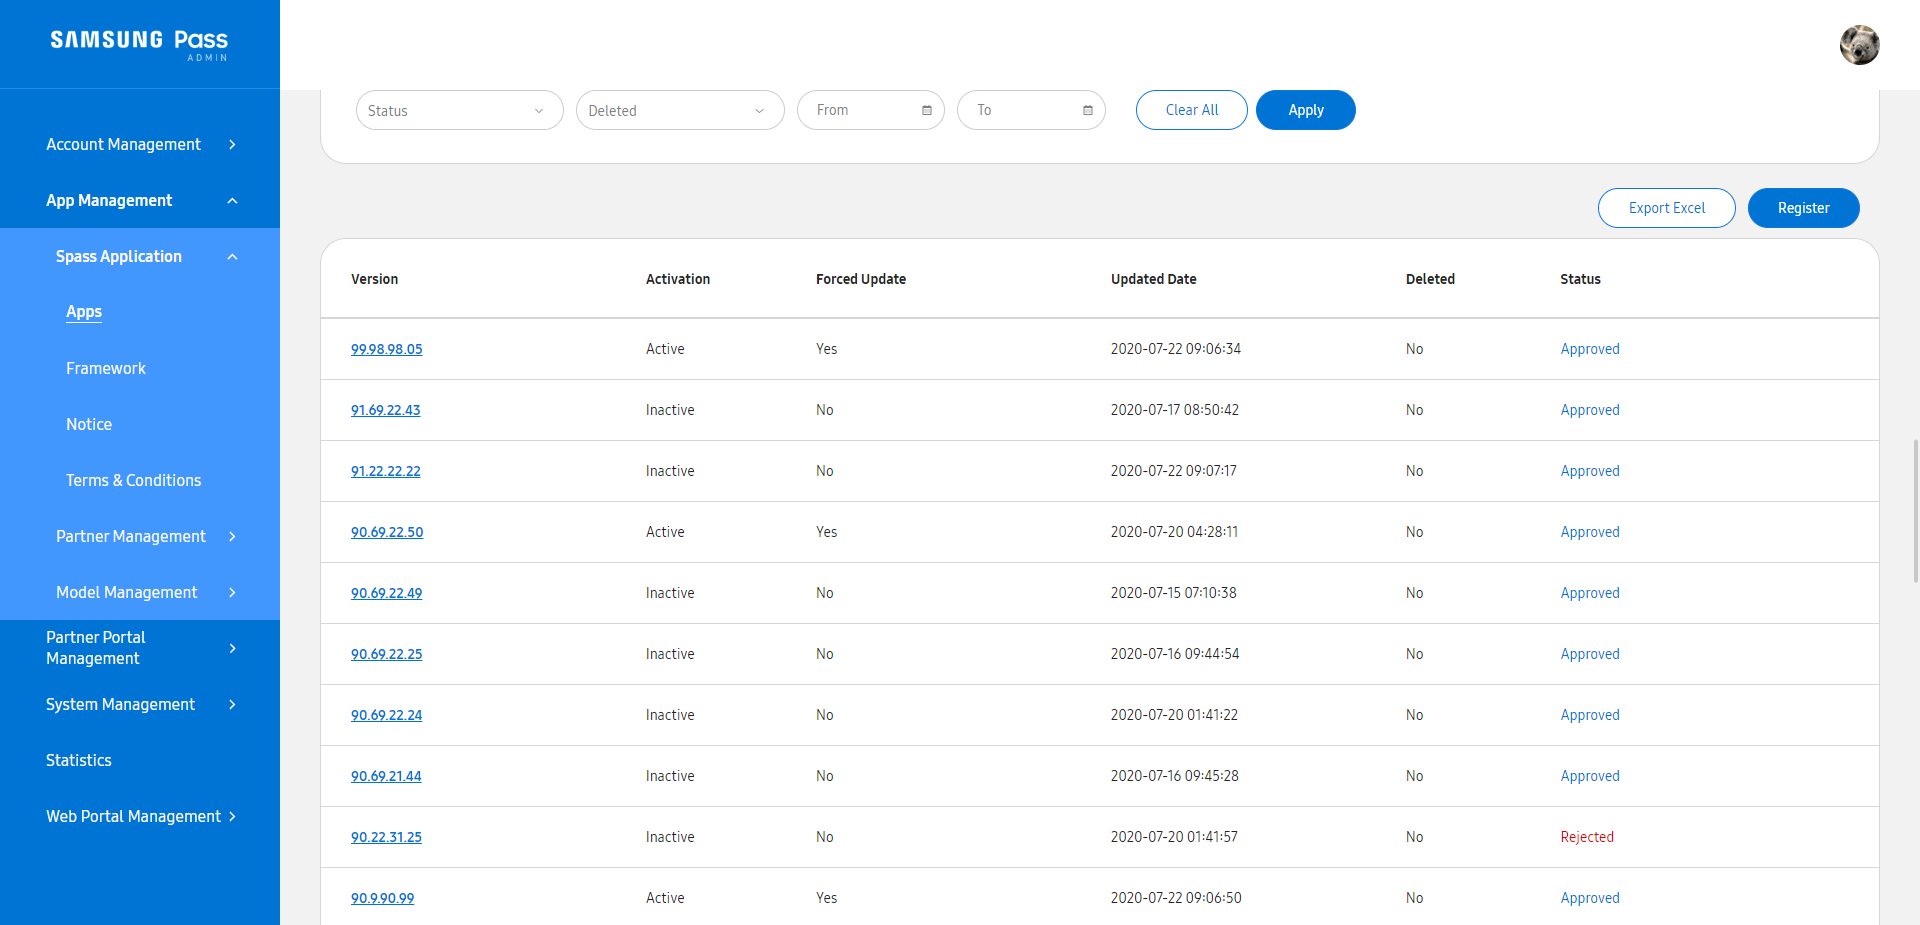 SAMSUNG Pass
ADMIN
Account Management
App Management
Spass Application
Apps
Framework
Notice
Terms & Conditions
Partner Management
Model Management
Partner Portal
Management
System Management
Statistics
Web Portal Management
Status Deleted From To Clear All Apply
Export Excel Register
Version Activation Forced Update Updated Date Deleted Status
99.98.98.05 Active Yes 2020-07-22 09:06:34 No Approved
91.69.22.43 Inactive No 2020-07-17 08:50:42 No Approved
91.22.22.22 Inactive No 2020-07-22 09:07:17 No Approved
90.69.22.50 Active Yes 2020-07-20 04:28:11 No Approved
90.69.22.49 Inactive No 2020-07-15 07:10:38 No Approved
90.69.22.25 Inactive No 2020-07-16 09:44:54 No Approved
90.69.22.24 Inactive No 2020-07-20 01:41:22 No Approved
90.69.21.44 Inactive No 2020-07-16 09:45:28 No Approved
90.22.31.25 Inactive No 2020-07-20 01:41:57 No Rejected
90.9.90.99 Active Yes 2020-07-22 09:06:50 No Approved